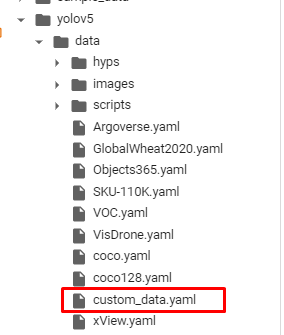 sample_data
yolov5
data
hyps
images
scripts
Argoverse.yaml
GlobalWheat2020.yaml
Objects365.yaml
SKU-110K.yaml
VOC.yaml
VisDrone.yaml
coco.yaml
coco128.yaml
custom_data.yaml
xView.yaml